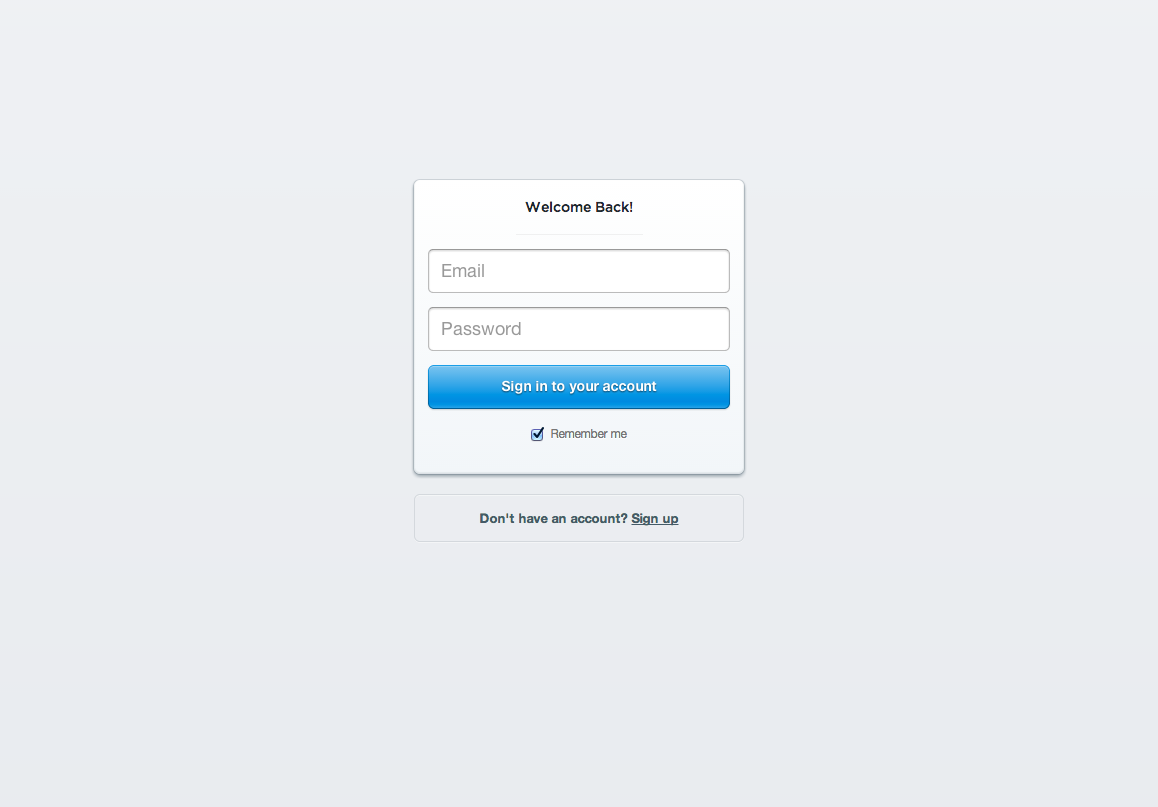 Welcome Back!
Email
Password
Sign in to your account
Remember me
Don't have an account? Sign up